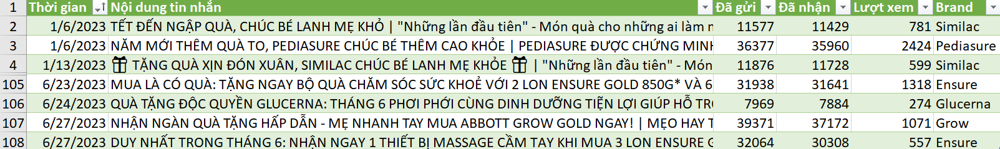 1 Thời gian Nội dung tin nhắn Đã gửi Đã nhận Lượt xem Brand
2 1/6/2023 TẾT ĐẾN NGẬP QUÀ, CHÚC BÉ LANH MẸ KHỎ | "Những lần đầu tiên" - Món quà cho những ai làm 11577 11429 781 Similac
3 1/6/2023 NĂM MỚI THÊM QUÀ TO, PEDIASURE CHÚC BÉ THÊM CAO KHỎE | PEDIASURE ĐƯỢC CHỨNG MINH 36377 35960 2424 Pediasure
4 1/13/2023 🎁 TẶNG QUÀ XỊN ĐÓN XUÂN, SIMILAC CHÚC BÉ LANH MẸ KHỎE 🎁 | "Những lần đầu tiên" - Món 11876 11728 599 Similac
105 6/23/2023 MUA LÀ CÓ QUÀ: TẶNG NGAY BỘ QUÀ CHĂM SÓC SỨC KHOẺ VỚI 2 LON ENSURE GOLD 850G* VÀ 6 31938 31641 1318 Ensure
106 6/24/2023 QUÀ TẶNG ĐỘC QUYỀN GLUCERNA: THÁNG 6 PHƠI PHỚI CÙNG DINH DƯỠNG TIỆN LỢI GIÚP HỖ 7969 7884 274 Glucerna
107 6/27/2023 NHẬN NGÀN QUÀ TẶNG HẤP DẪN - MẸ NHANH TAY MUA ABBOTT GROW GOLD NGAY! | MẸO HAY 39371 37172 1071 Grow
108 6/27/2023 DUY NHẤT TRONG THÁNG 6: NHẬN NGAY 1 THIẾT BỊ MASSAGE CẦM TAY KHI MUA 3 LON ENSURE 32064 30308 557 Ensure